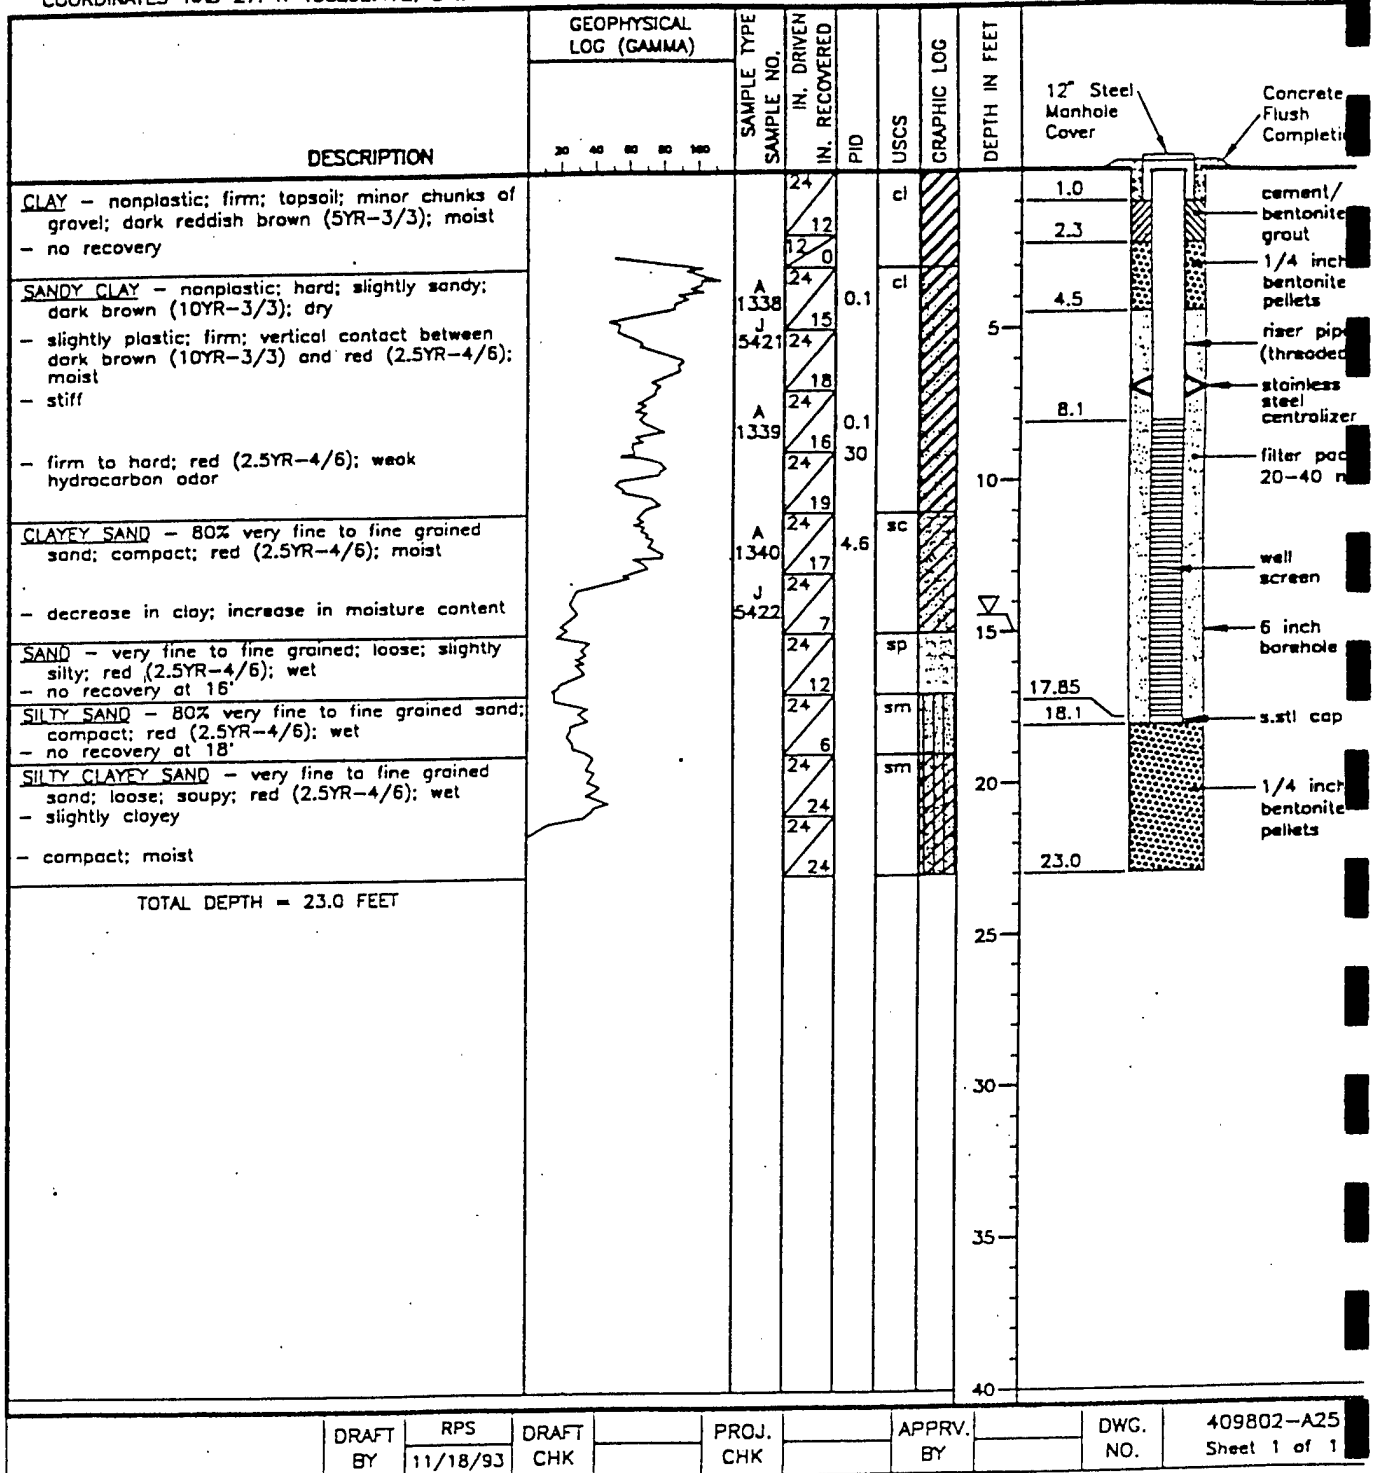 GEOPHYSICAL
LOG (GAMMA)
SAMPLE TYPE
SAMPLE NO.
IN. DRIVEN
IN. RECOVERED
PID
USCS
GRAPHIC LOG
DEPTH IN FEET
12" Steel
Manhole
Cover
Concrete
Flush
DESCRIPTION
20 40 60 80 100
CLAY – nonplastic; firm; topsoil; minor chunks of
gravel; dark reddish brown (5YR–3/3); moist
– no recovery
SANDY CLAY – nonplastic; hard; slightly sandy;
dark brown (10YR–3/3); dry
– slightly plastic; firm; vertical contact between
dark brown (10YR–3/3) and red (2.5YR–4/6);
moist
– stiff
– firm to hard; red (2.5YR–4/6); weak
hydrocarbon odor
CLAYEY SAND – 80% very fine to fine grained
sand; compact; red (2.5YR–4/6); moist
– decrease in clay; increase in moisture content
SAND – very fine to fine grained; loose; slightly
silty; red (2.5YR–4/6); wet
– no recovery at 16'
SILTY SAND – 80% very fine to fine grained sand;
compact; red (2.5YR–4/6); wet
– no recovery at 18'
SILTY CLAYEY SAND – very fine to fine grained
sand; loose; soupy; red (2.5YR–4/6); wet
– slightly clayey
– compact; moist
TOTAL DEPTH = 23.0 FEET
A
1338
J
5421
A
1339
A
1340
J
5422
24
12
12
0
24
15
24
18
24
16
24
19
24
17
24
7
24
12
24
6
24
24
24
24
0.1
0.1
30
4.6
cl
cl
sc
sp
sm
sm
5
10
15
20
25
30
35
40
1.0
2.3
4.5
8.1
17.85
18.1
23.0
cement/
bentonite
grout
1/4 inch
bentonite
pellets
riser pipe
(threaded
stainless
steel
centralizer
filter pac
20–40
well
screen
6 inch
borehole
s.stl cap
1/4 inch
bentonite
pellets
DRAFT
BY
RPS
11/18/93
DRAFT
CHK
PROJ.
CHK
APPRV.
BY
DWG.
NO.
409802–A25
Sheet 1 of 1